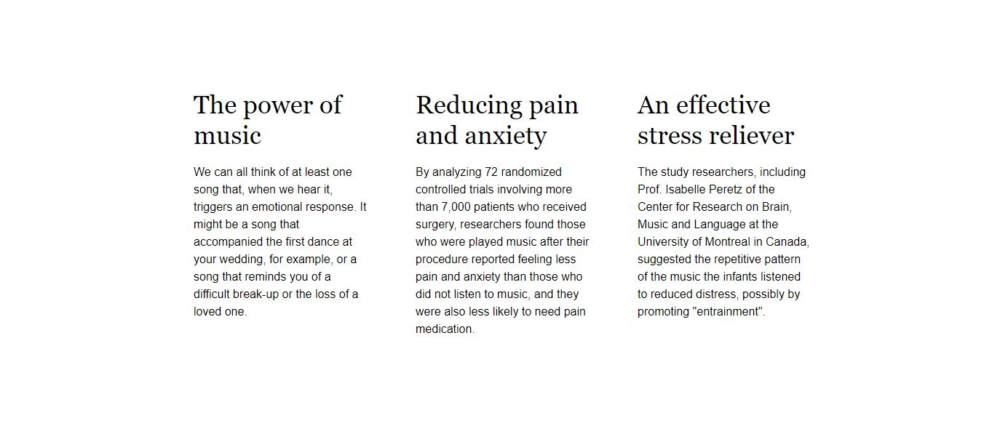 The power of
music
We can all think of at least one
song that, when we hear it,
triggers an emotional response. It
might be a song that
accompanied the first dance at
your wedding, for example, or a
song that reminds you of a
difficult break-up or the loss of a
loved one.
Reducing pain
and anxiety
By analyzing 72 randomized
controlled trials involving more
than 7,000 patients who received
surgery, researchers found those
who were played music after their
procedure reported feeling less
pain and anxiety than those who
did not listen to music, and they
were also less likely to need pain
medication.
An effective
stress reliever
The study researchers, including
Prof. Isabelle Peretz of the
Center for Research on Brain,
Music and Language at the
University of Montreal in Canada,
suggested the repetitive pattern
of the music the infants listened
to reduced distress, possibly by
promoting "entrainment".